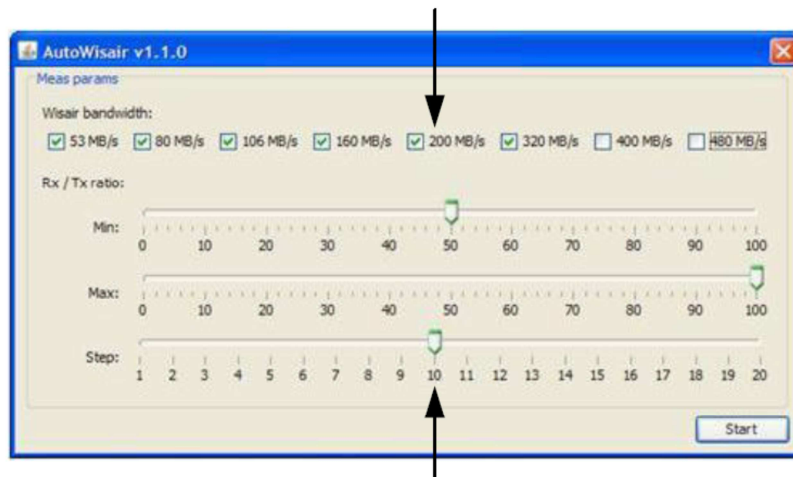 AutoWisair v1.1.0
Meas params
Wisair bandwidth:
53 MB/s 80 MB/s 106 MB/s 160 MB/s 200 MB/s 320 MB/s 400 MB/s 480 MB/s
Rx / Tx ratio:
Min:
0 10 20 30 40 50 60 70 80 90 100
Max:
0 10 20 30 40 50 60 70 80 90 100
Step:
1 2 3 4 5 6 7 8 9 10 11 12 13 14 15 16 17 18 19 20
Start